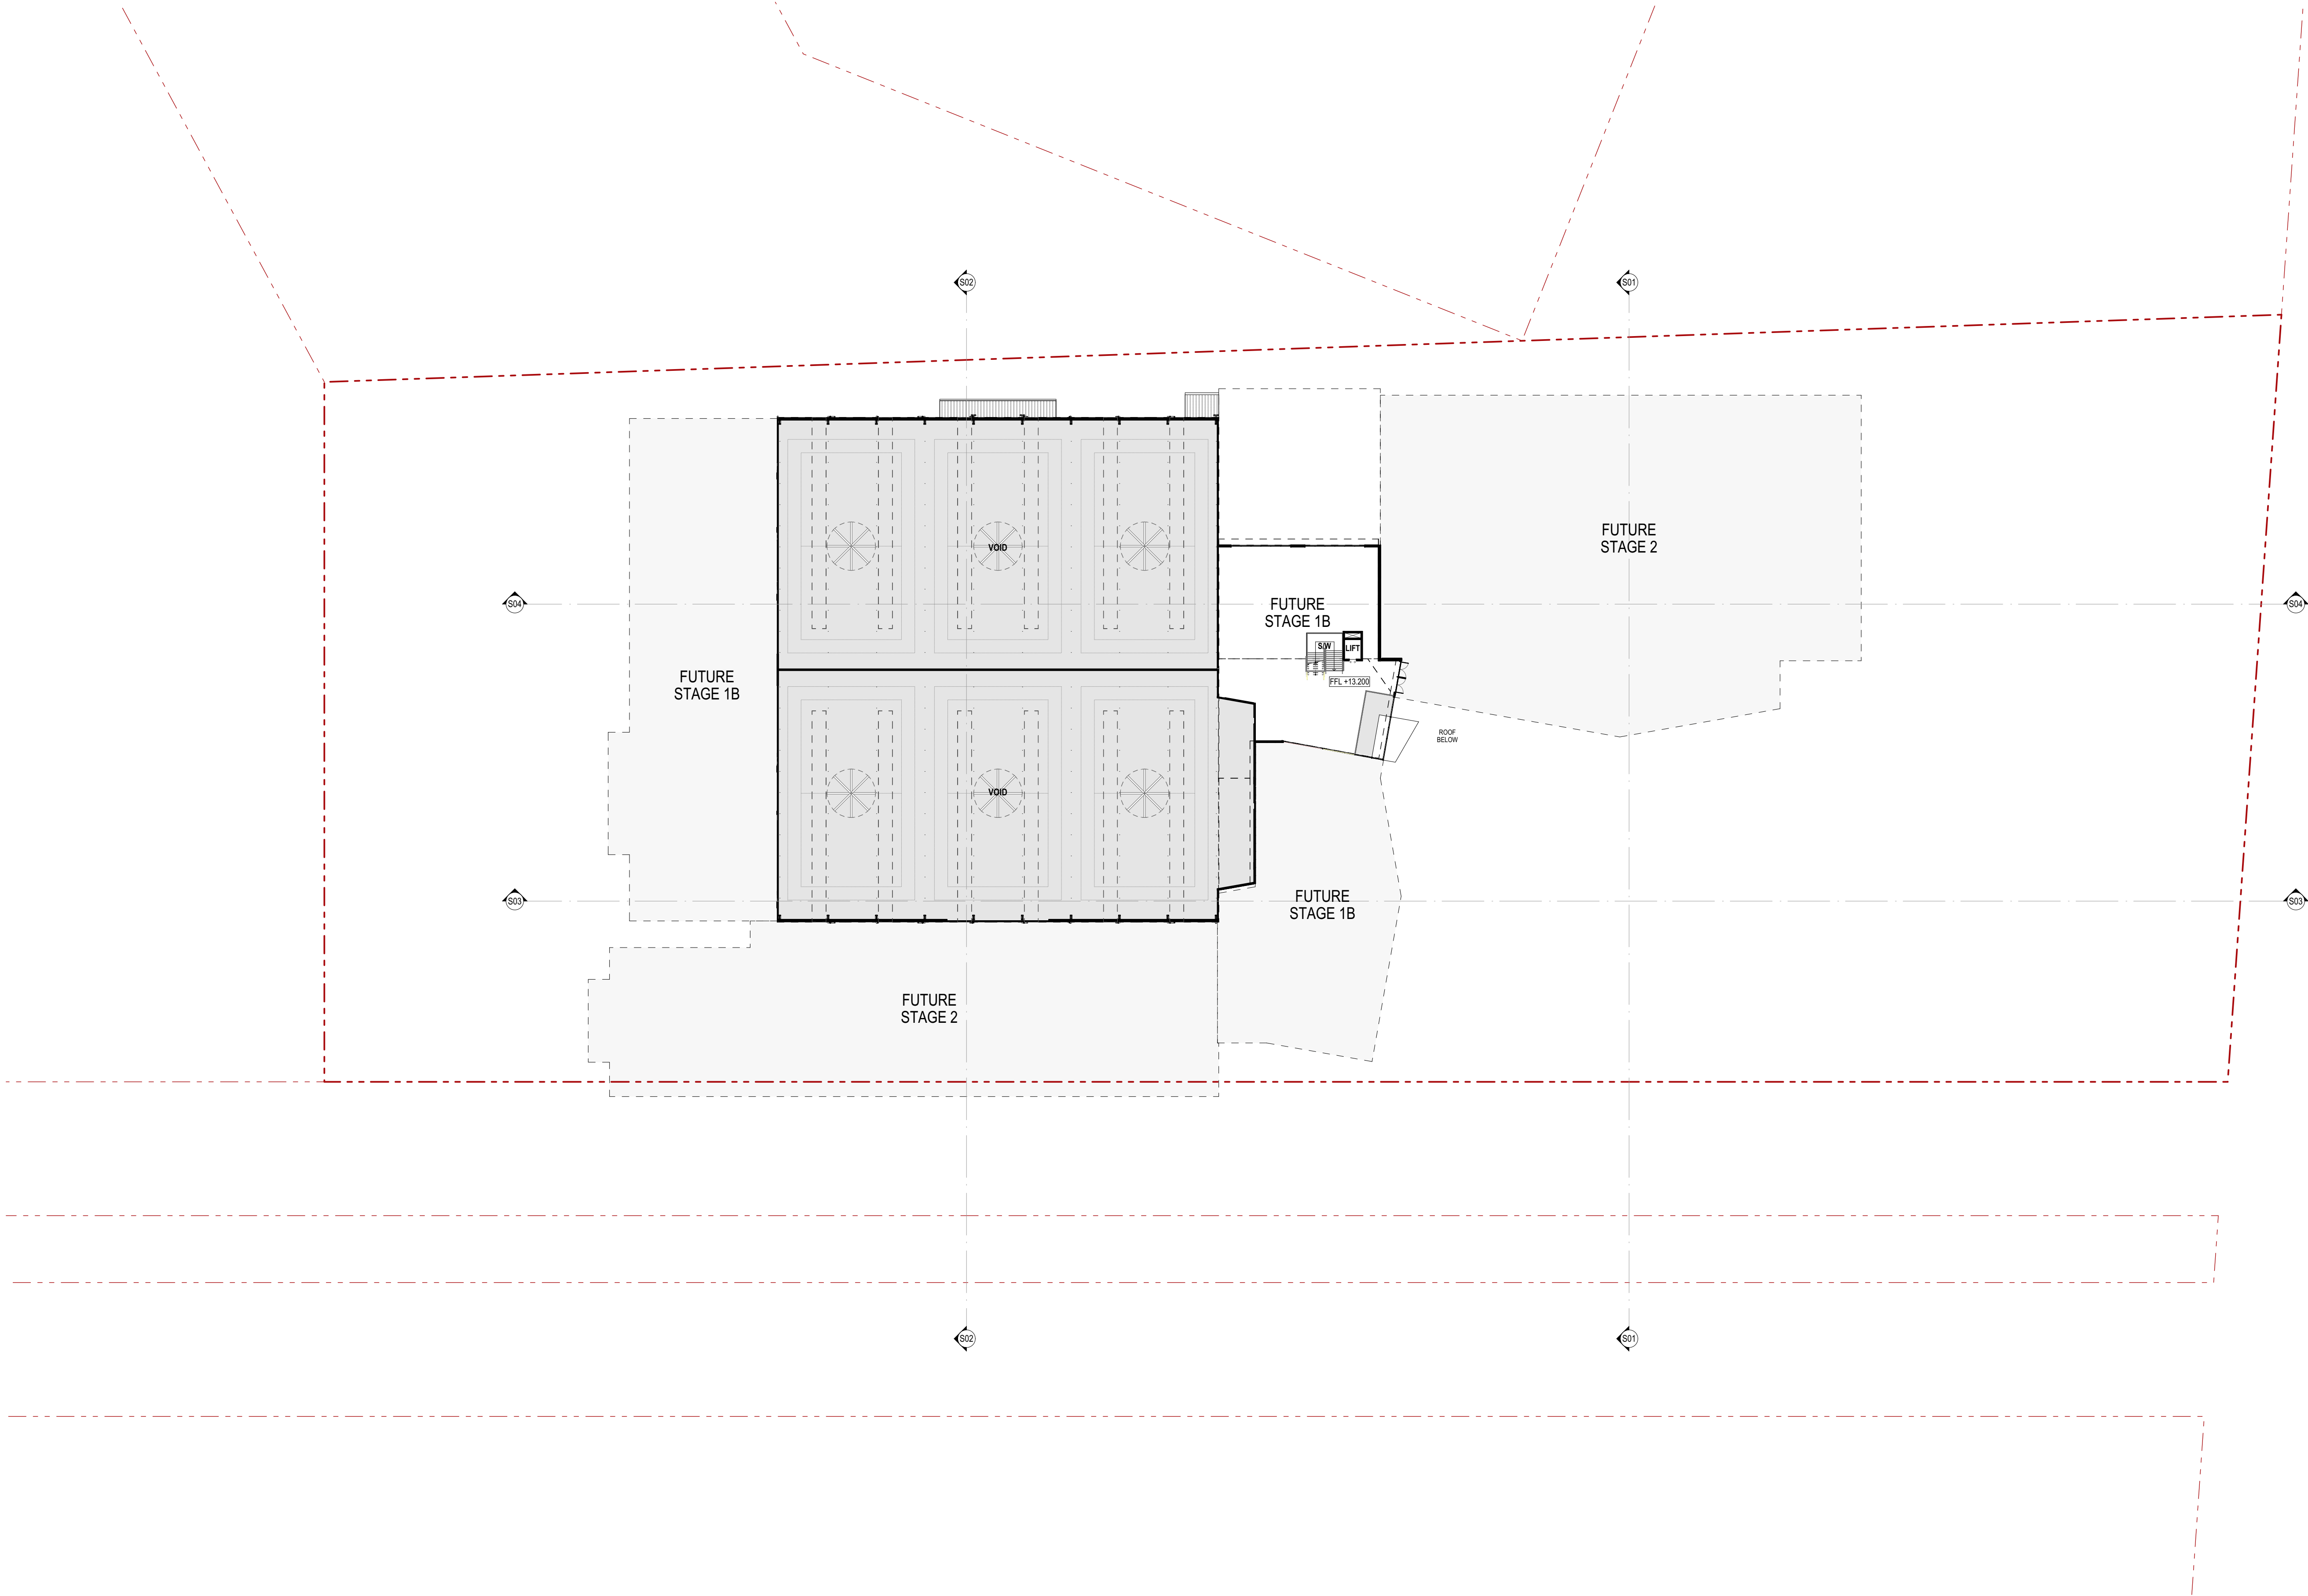 S02
S01
FUTURE
STAGE 2
VOID
S04
FUTURE
STAGE 1B
S04
S/W
LIFT
FFL +13.200
FUTURE
STAGE 1B
ROOF
BELOW
VOID
S03
FUTURE
STAGE 1B
S03
FUTURE
STAGE 2
S02
S01